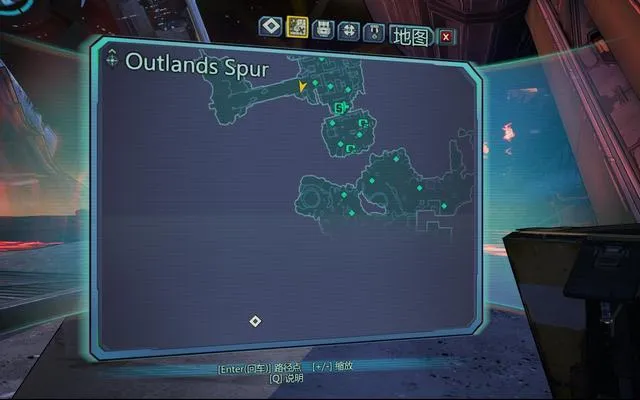 地图
Outlands Spur
[Enter(回车)] 路径点 [+/-] 缩放
[Q] 说明